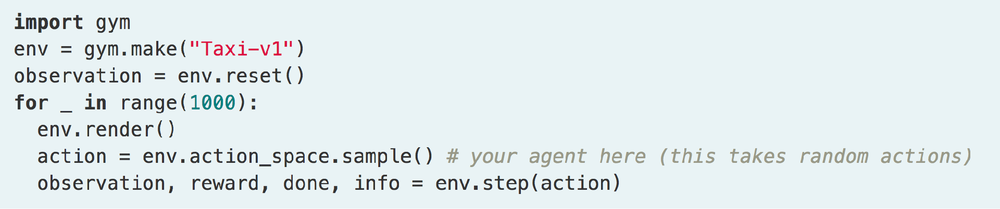 import gym
env = gym.make("Taxi-v1")
observation = env.reset()
for _ in range(1000):
  env.render()
  action = env.action_space.sample() # your agent here (this takes random actions)
  observation, reward, done, info = env.step(action)